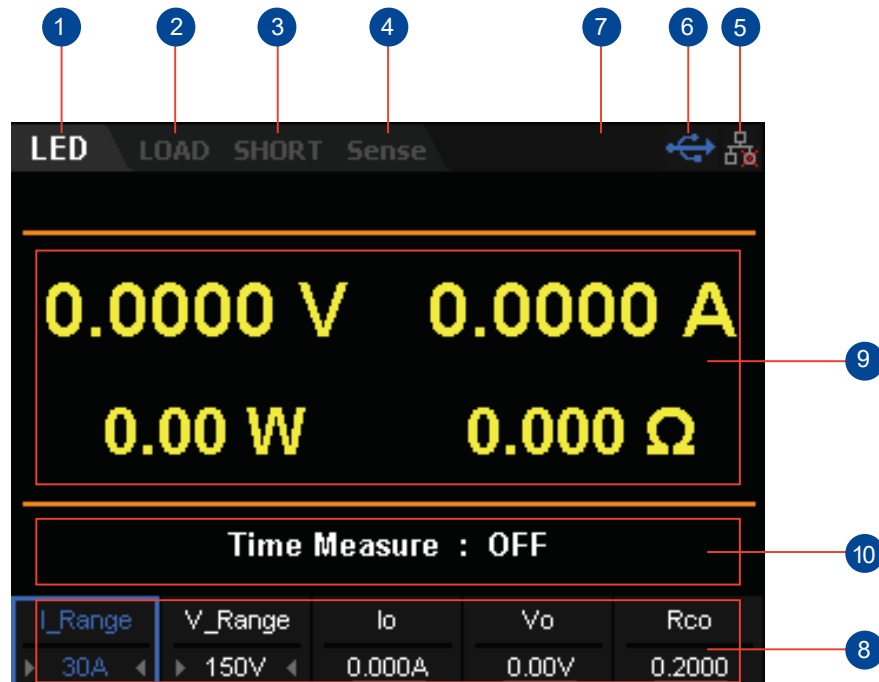 1 2 3 4 7 6 5
LED LOAD SHORT Sense
0.0000 V 0.0000 A
9
0.00 W 0.000 Ω
Time Measure : OFF
10
I_Range V_Range Io Vo Rco
8
30A 150V 0.000A 0.00V 0.2000